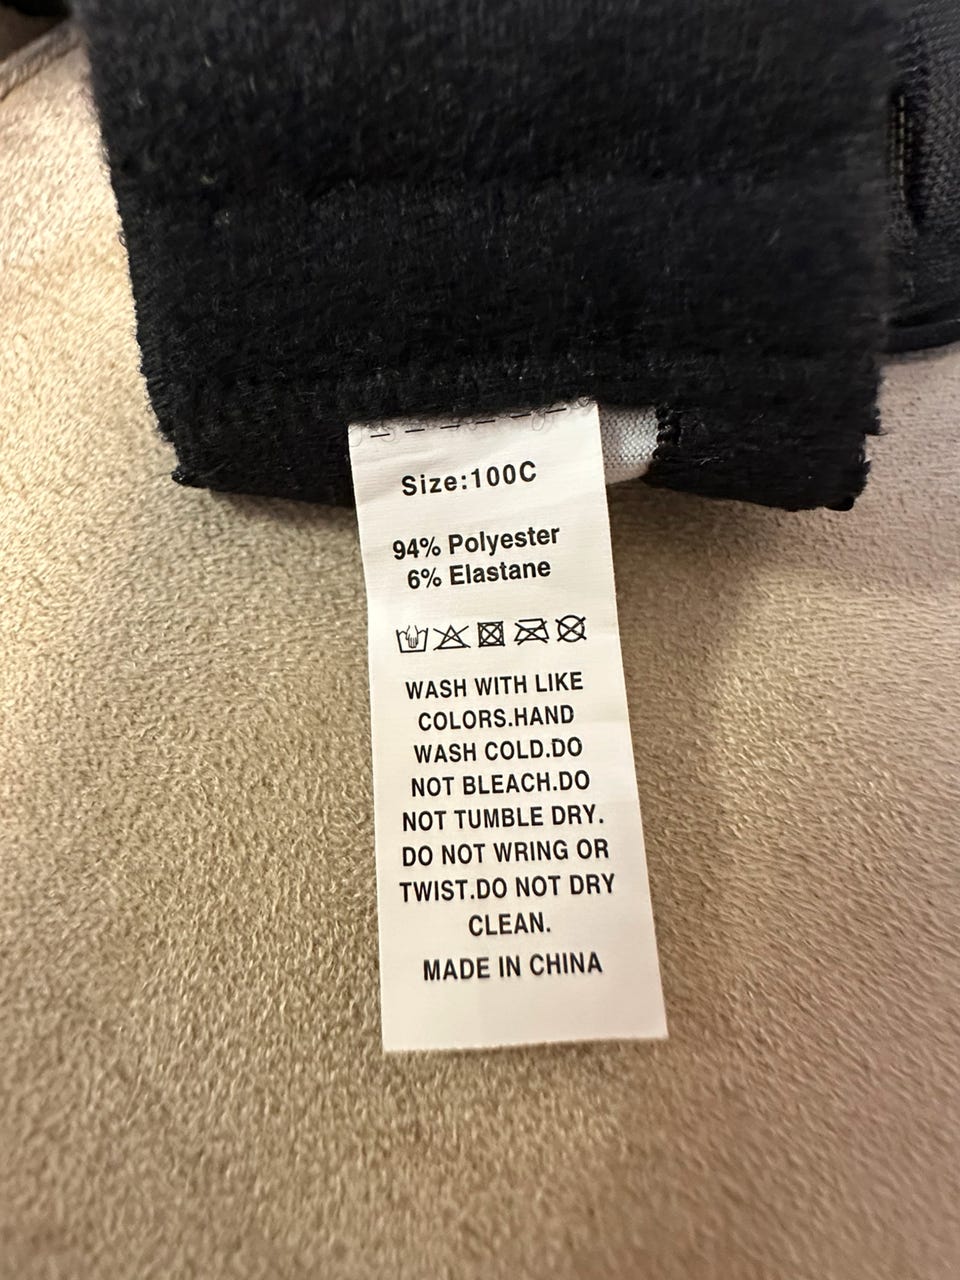 Size:100C
94% Polyester
6% Elastane
WASH WITH LIKE
COLORS.HAND
WASH COLD.DO
NOT BLEACH.DO
NOT TUMBLE DRY.
DO NOT WRING OR
TWIST.DO NOT DRY
CLEAN.
MADE IN CHINA